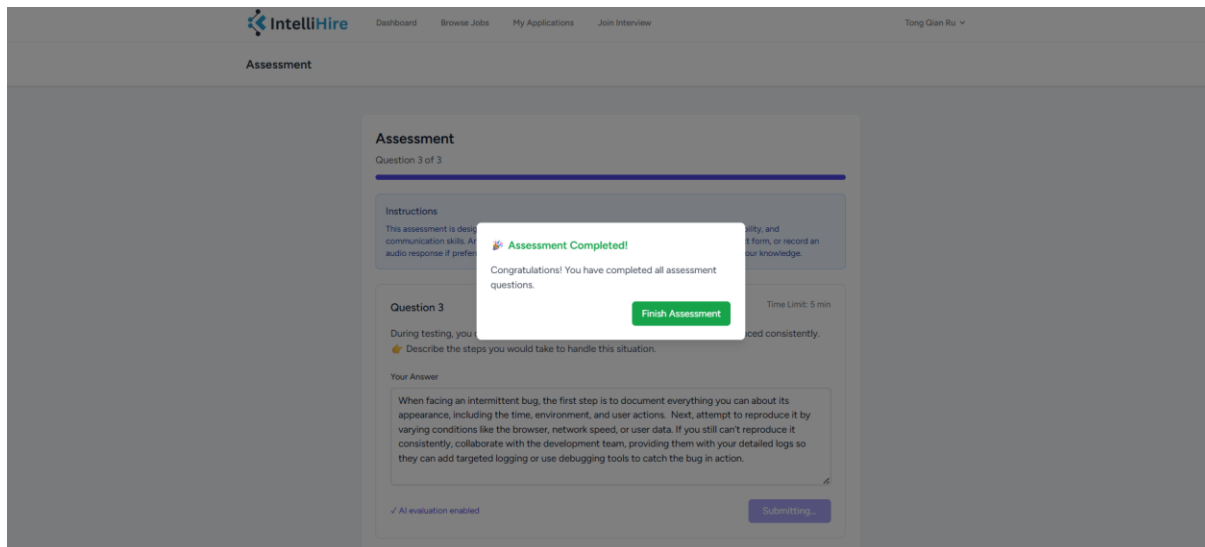 IntelliHire Dashboard Browse Jobs My Applications Join Interview Tong Qian Ru
Assessment
Assessment
Question 3 of 3
Instructions
This assessment is desig ility, and
communication skills. An t form, or record an
audio response if prefer our knowledge.
🎉 Assessment Completed!
Congratulations! You have completed all assessment
questions.
Finish Assessment
Question 3 Time Limit: 5 min
During testing, you uced consistently.
👉 Describe the steps you would take to handle this situation.
Your Answer
When facing an intermittent bug, the first step is to document everything you can about its
appearance, including the time, environment, and user actions. Next, attempt to reproduce it by
varying conditions like the browser, network speed, or user data. If you still can't reproduce it
consistently, collaborate with the development team, providing them with your detailed logs so
they can add targeted logging or use debugging tools to catch the bug in action.
✓ AI evaluation enabled Submitting...